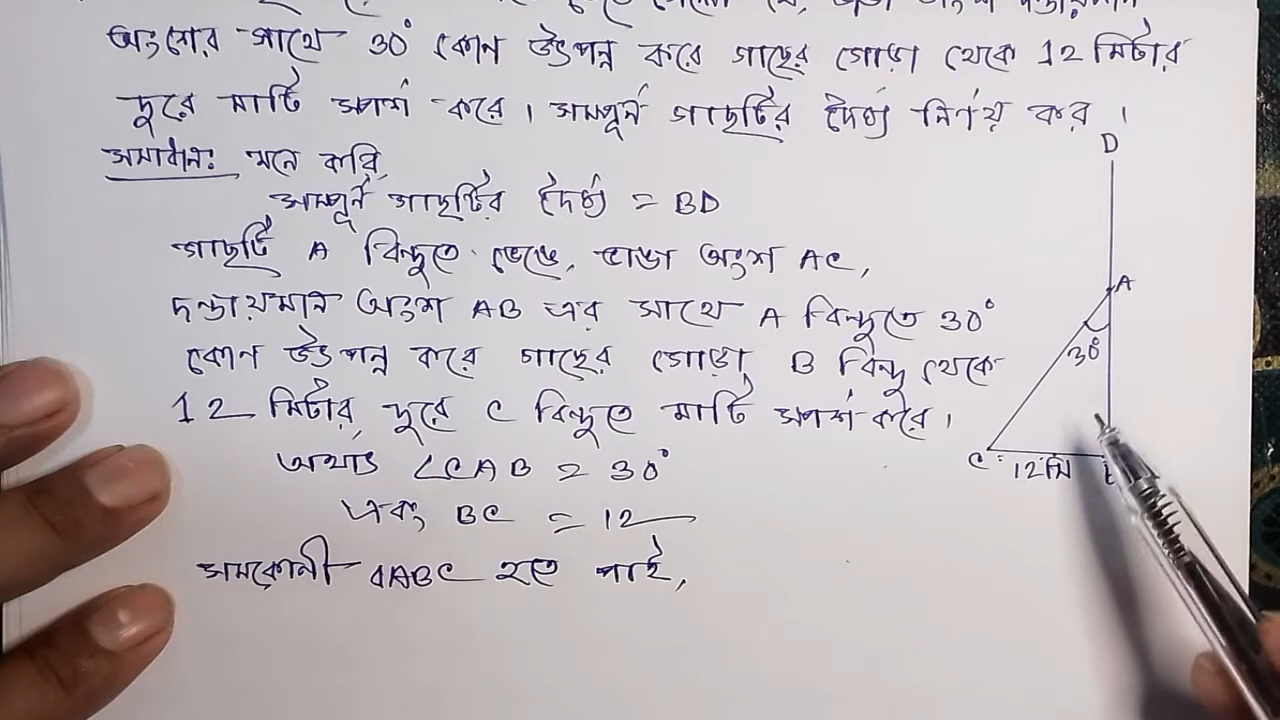 অংশের সাথে 30° কোন উৎপন্ন করে গাছের গোড়া থেকে 12 মিটার
দুরে মাটি স্পর্শ করে। সম্পূর্ন গাছটির দৈর্ঘ্য নির্ণয় কর।
সমাধান: মনে করি,
সম্পূর্ন গাছটির দৈর্ঘ্য = BD
গাছটি A বিন্দুতে ভেঙে, ভাঙা অংশ AC,
দন্ডায়মান অংশ AB এর সাথে A বিন্দুতে 30°
কোন উৎপন্ন করে গাছের গোড়া B বিন্দু থেকে
12 মিটার দুরে C বিন্দুতে মাটি স্পর্শ করে।
অর্থাৎ ∠CAB = 30°
এবং BC = 12
সমকোনী ΔABC হতে পাই,
D
A
30°
C 12 মি